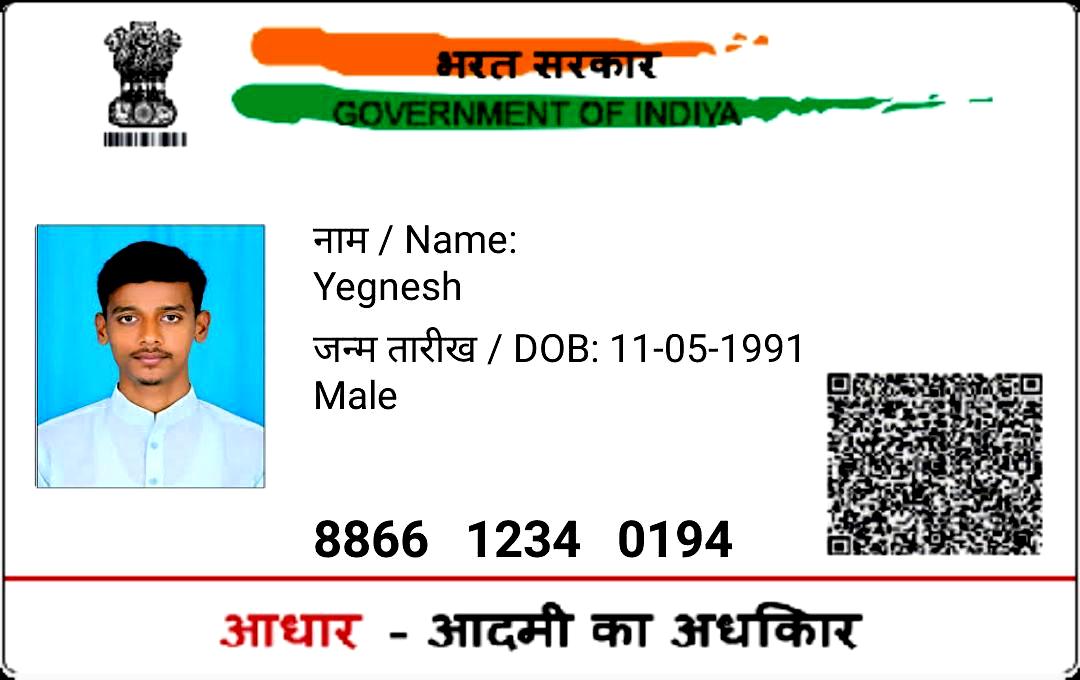 भरत सरकार
GOVERNMENT OF INDIYA
नाम / Name:
Yegnesh
जन्म तारीख / DOB: 11-05-1991
Male
8866 1234 0194
आधार - आदमी का अधकिार